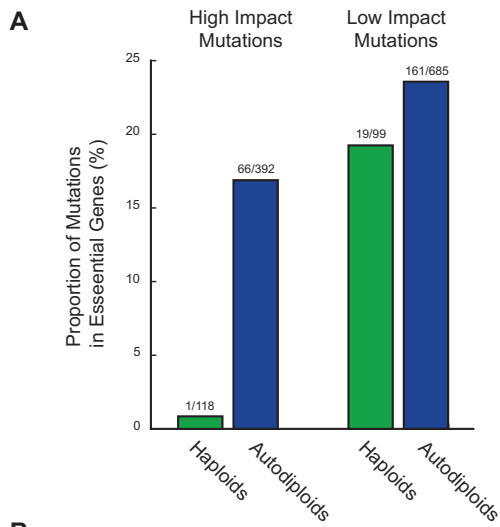 A
High Impact
Mutations
Low Impact
Mutations
Proportion of Mutations
in Esseential Genes (%)
25
20
15
10
5
0
1/118
66/392
19/99
161/685
Haploids
Autodiploids
Haploids
Autodiploids